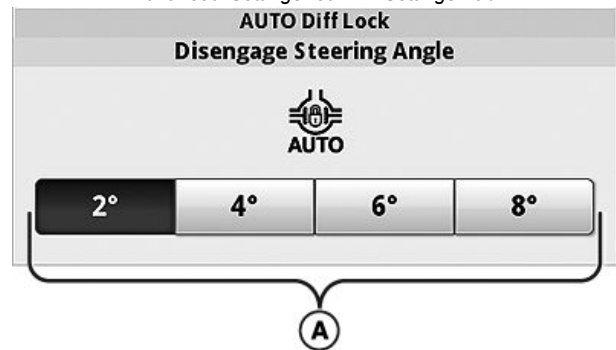 AUTO Diff Lock
Disengage Steering Angle
AUTO
2° 4° 6° 8°
A